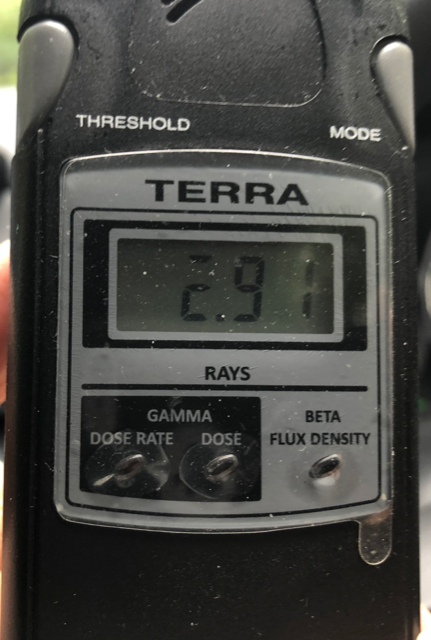 THRESHOLD
MODE
TERRA
2.91
RAYS
GAMMA
DOSE RATE DOSE
BETA
FLUX DENSITY